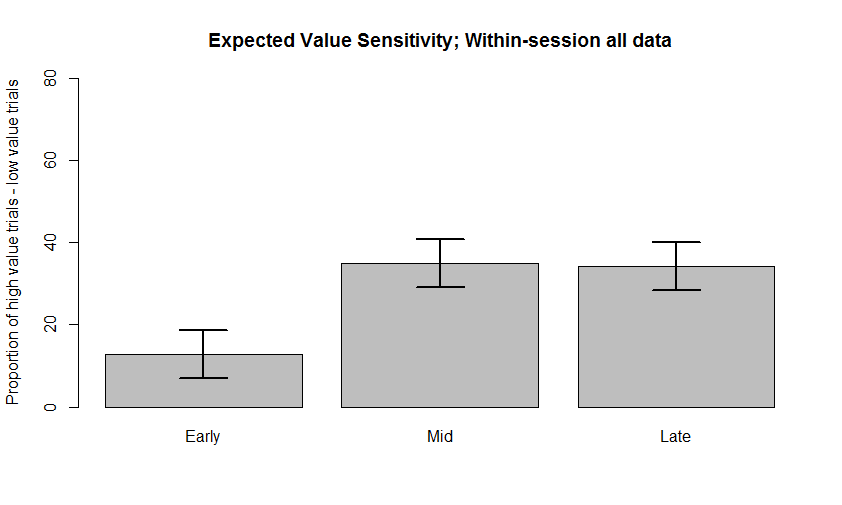 Expected Value Sensitivity; Within-session all data
Proportion of high value trials - low value trials
80
60
40
20
0
Early Mid Late